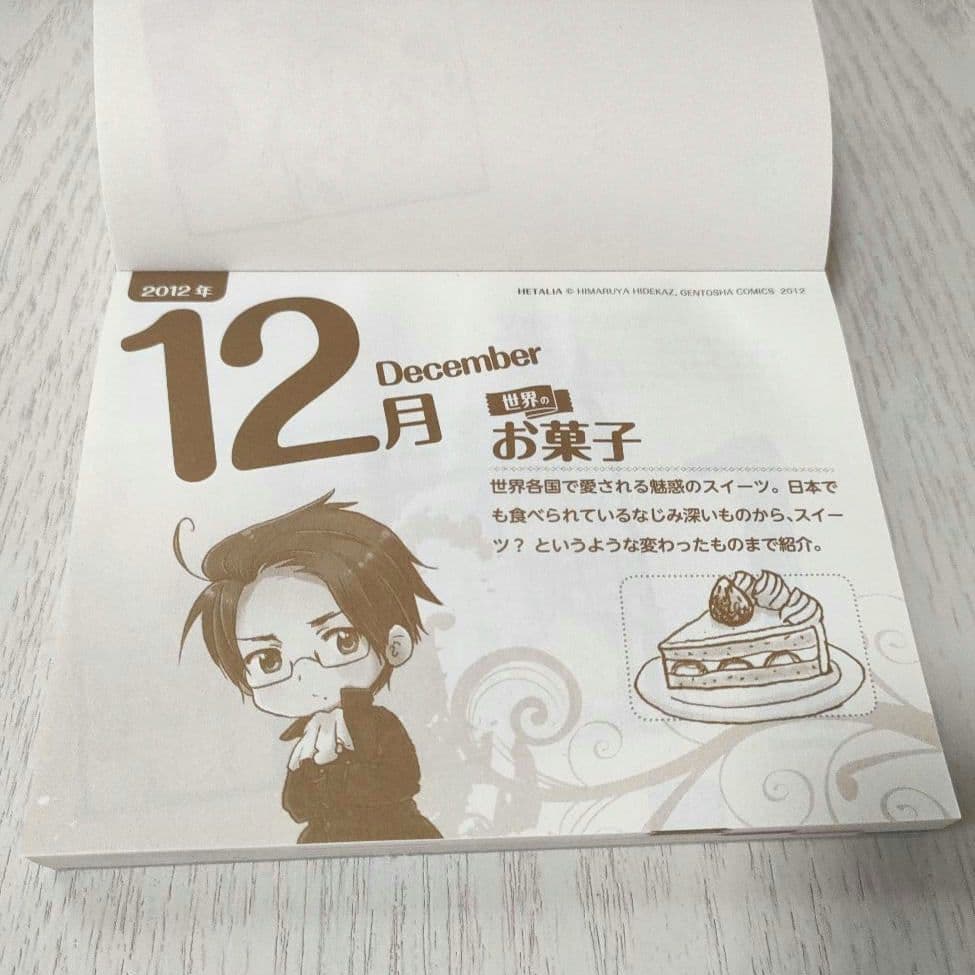 2012年
HETALIA © HIMARUYA HIDEKAZ, GENTOSHA COMICS 2012
12月
December
世界の
お菓子
世界各国で愛される魅惑のスイーツ。日本で
も食べられているなじみ深いものから、スイー
ツ？ というような変わったものまで紹介。